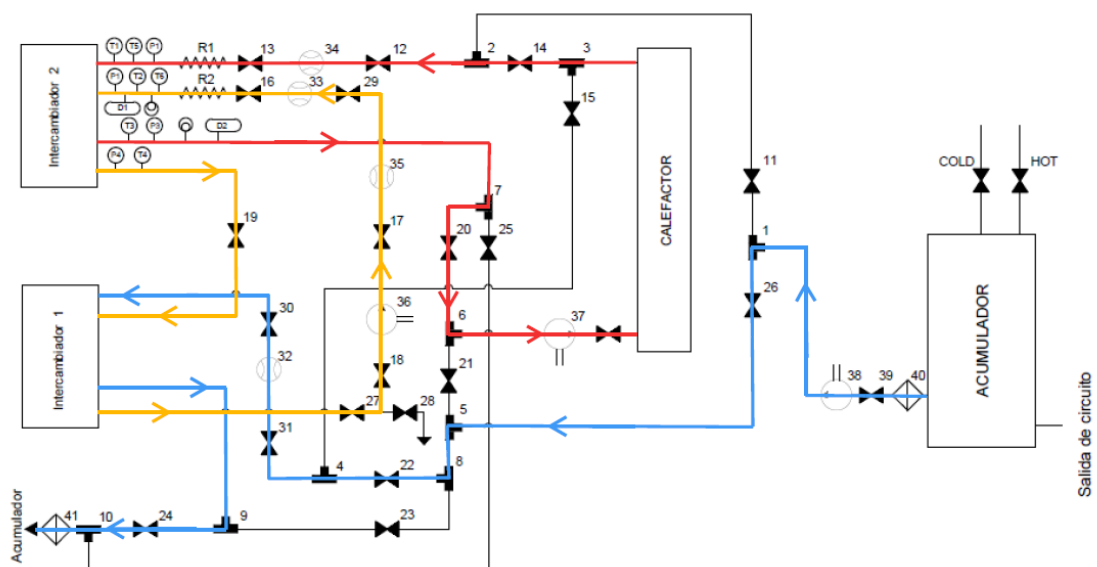 T1 T5 P1 R1 13 34 12 2 14 3
P1 T2 T6 R2 16 33 29
D1
15
T3 P3 D2
P4 T4
Intercambiador 2
35
7
11
COLD HOT
CALEFACTOR
19 17 20 25 1
26
Intercambiador 1
30 36 6 37
ACUMULADOR
32 18 21
38 39 40
27 28
5
31
4 22 8
Salida de circuito
Acumulador
41 10 24 9 23